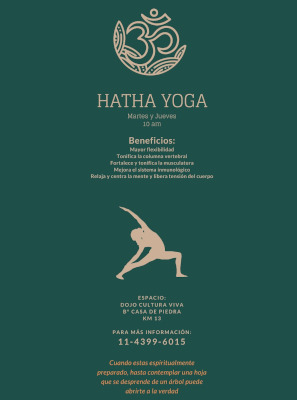 HATHA YOGA
Martes y Jueves
10 am
Beneficios:
Mayor flexibilidad
Tonifica la columna vertebral
Fortaleza y tonifica la musculatura
Mejora el sistema inmunológico
Relaja y contra la mente y libera tensión del cuerpo
ESPACIO:
DOJO CULTURA VIVA
Bº CASA DE PIEDRA
KM 13
PARA MÁS INFORMACIÓN:
11-4399-6015
Cuando estas espiritualmente
preparado, hasta contemplar una hoja
que se desprende de un árbol puede
abrirte a la verdad